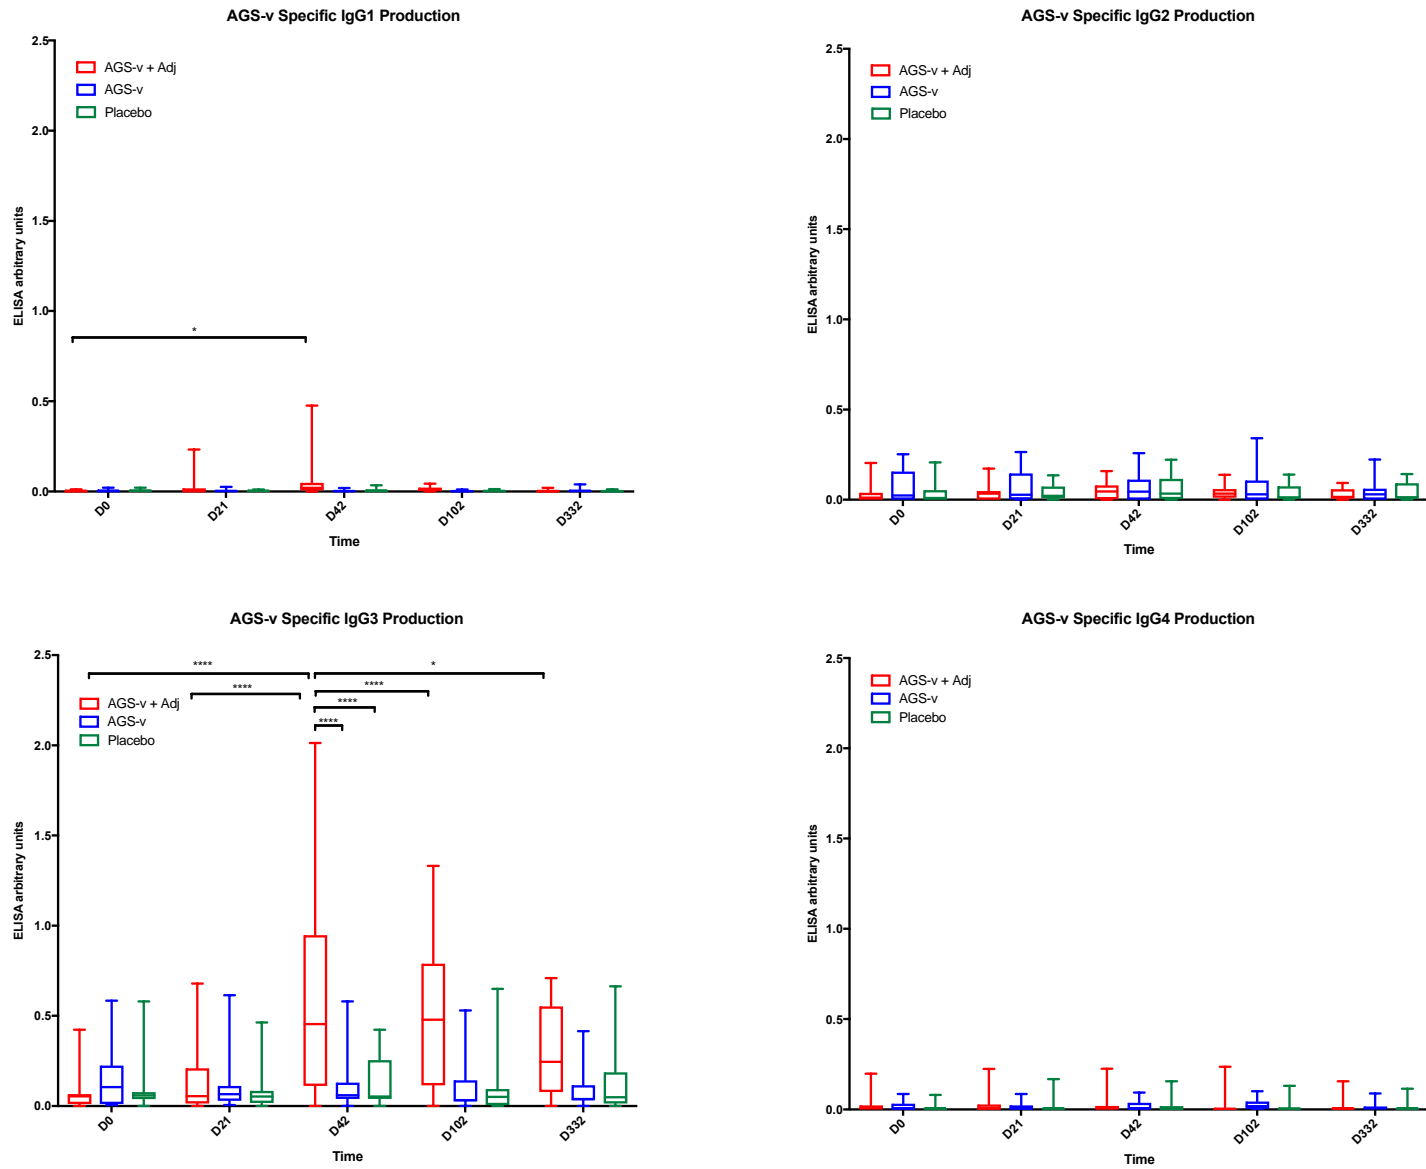 AGS-v Specific IgG1 Production
2.5
2.0
1.5
1.0
0.5
0.0
ELISA arbitrary units
AGS-v + Adj
AGS-v
Placebo
*
D0
D21
D42
D102
D332
Time
AGS-v Specific IgG2 Production
2.5
2.0
1.5
1.0
0.5
0.0
ELISA arbitrary units
AGS-v + Adj
AGS-v
Placebo
D0
D21
D42
D102
D332
Time
AGS-v Specific IgG3 Production
2.5
2.0
1.5
1.0
0.5
0.0
ELISA arbitrary units
AGS-v + Adj
AGS-v
Placebo
****
*
****
****
****
****
D0
D21
D42
D102
D332
Time
AGS-v Specific IgG4 Production
2.5
2.0
1.5
1.0
0.5
0.0
ELISA arbitrary units
AGS-v + Adj
AGS-v
Placebo
D0
D21
D42
D102
D332
Time